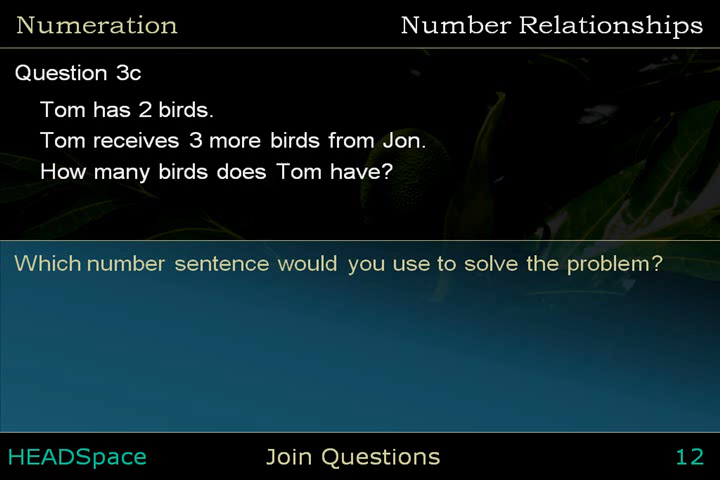 Numeration Number Relationships
Question 3c
Tom has 2 birds.
Tom receives 3 more birds from Jon.
How many birds does Tom have?
Which number sentence would you use to solve the problem?
HEADSpace Join Questions 12